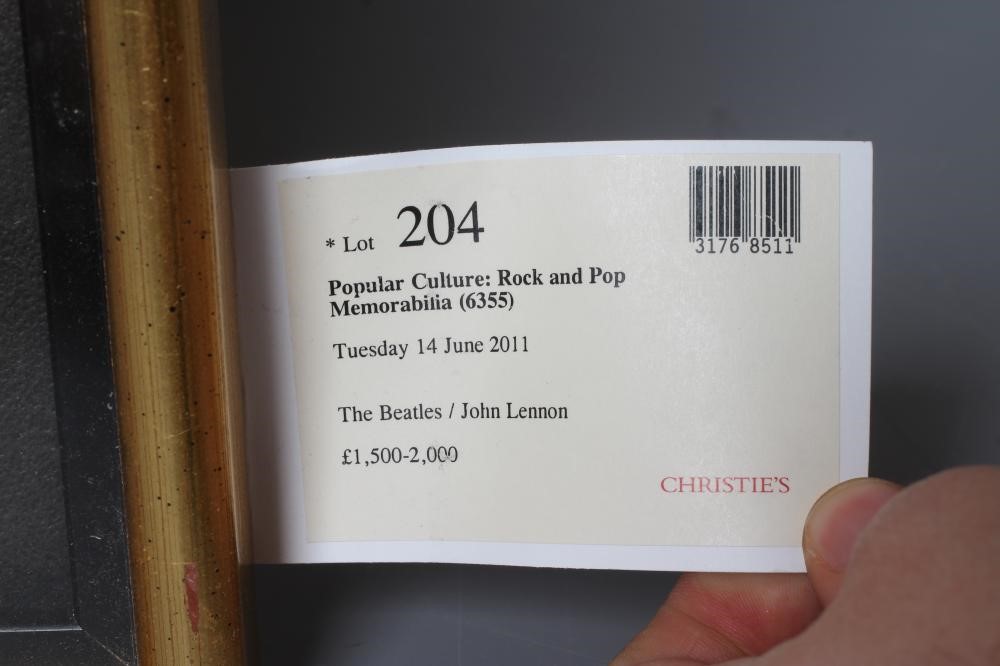 * Lot 204
3176 8511
Popular Culture: Rock and Pop
Memorabilia (6355)
Tuesday 14 June 2011
The Beatles / John Lennon
£1,500-2,000
CHRISTIE'S